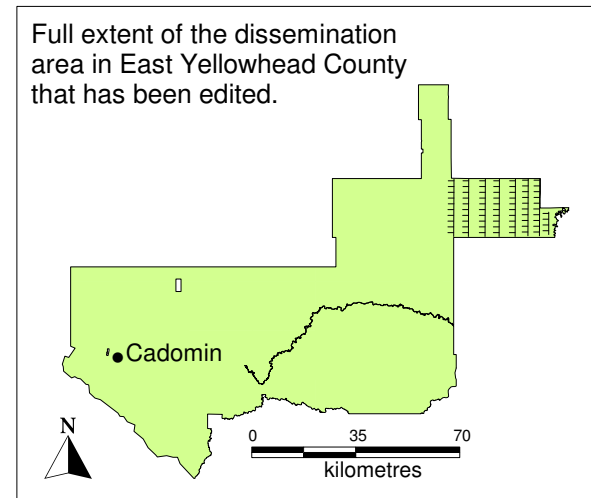 Full extent of the dissemination
area in East Yellowhead County
that has been edited.
Cadomin
N
0 35 70
kilometres